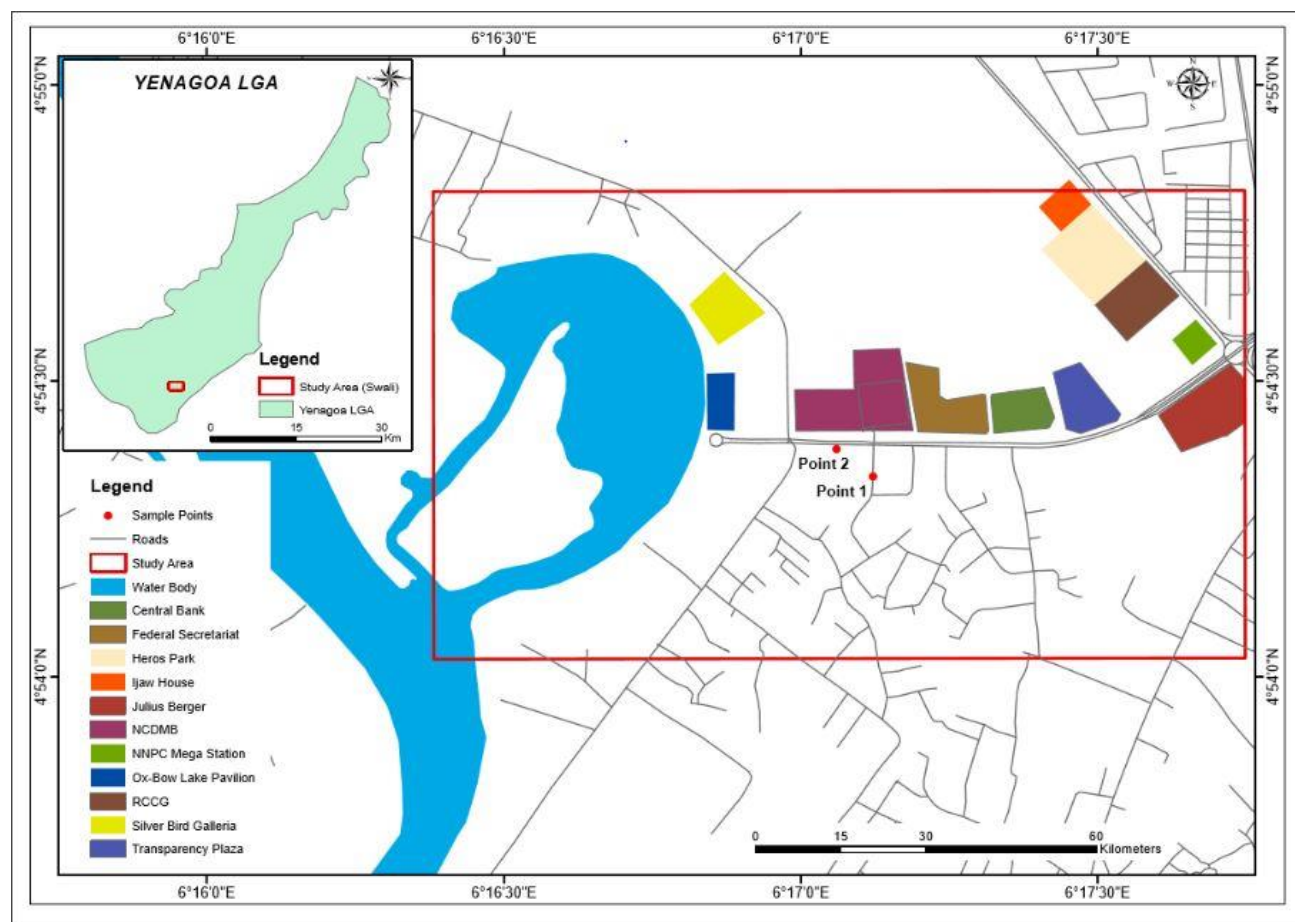 6°16'0"E 6°16'30"E 6°17'0"E 6°17'30"E
4°55'0"N
4°55'0"N
YENAGOA LGA
N
W E
S
Legend
Study Area (Swali)
Yenagoa LGA
0 15 30
Km
4°54'30"N
4°54'30"N
Point 2
Point 1
Legend
Sample Points
Roads
Study Area
Water Body
Central Bank
Federal Secretariat
Heros Park
Ijaw House
Julius Berger
NCDMB
NNPC Mega Station
Ox-Bow Lake Pavilion
RCCG
Silver Bird Galleria
Transparency Plaza
4°54'0"N
4°54'0"N
0 15 30 60
Kilometers
6°16'0"E 6°16'30"E 6°17'0"E 6°17'30"E